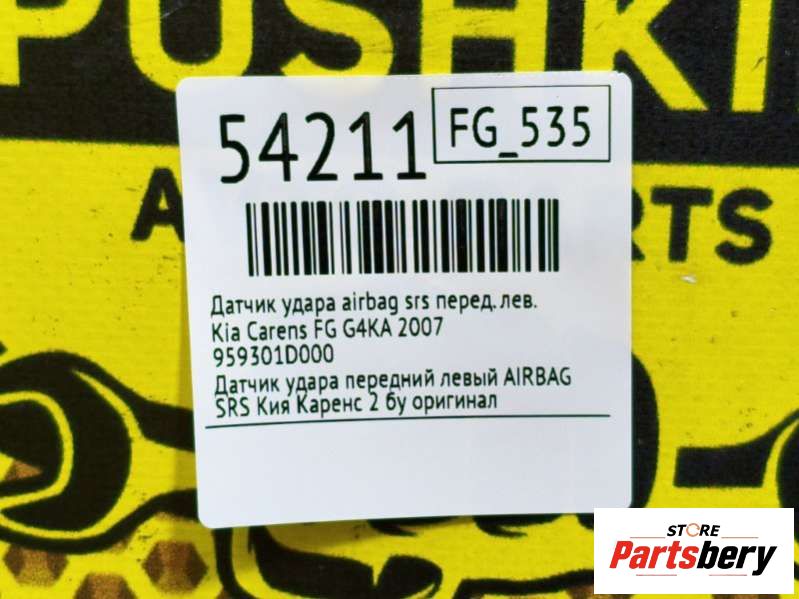 PUSHKI
A RTS
54211
FG_535
Датчик удара airbag srs перед. лев.
Kia Carens FG G4KA 2007
959301D000
Датчик удара передний левый AIRBAG
SRS Кия Каренс 2 бу оригинал
STORE
Partsbery